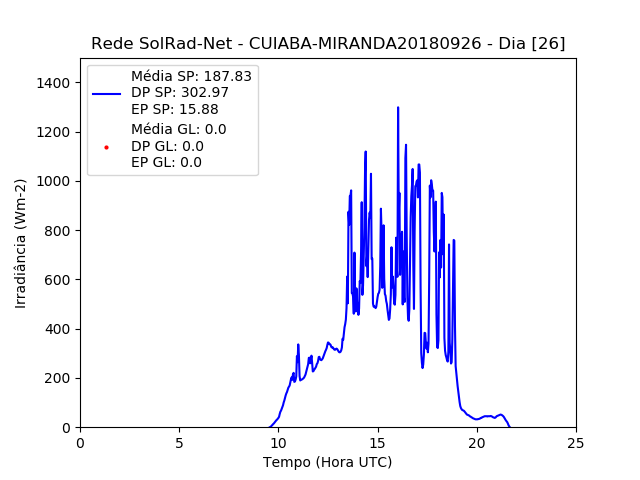 Rede SolRad-Net - CUIABA-MIRANDA20180926 - Dia [26]
Média SP: 187.83
DP SP: 302.97
EP SP: 15.88
Média GL: 0.0
DP GL: 0.0
EP GL: 0.0
Irradiância (Wm-2)
1400
1200
1000
800
600
400
200
0
0 5 10 15 20 25
Tempo (Hora UTC)